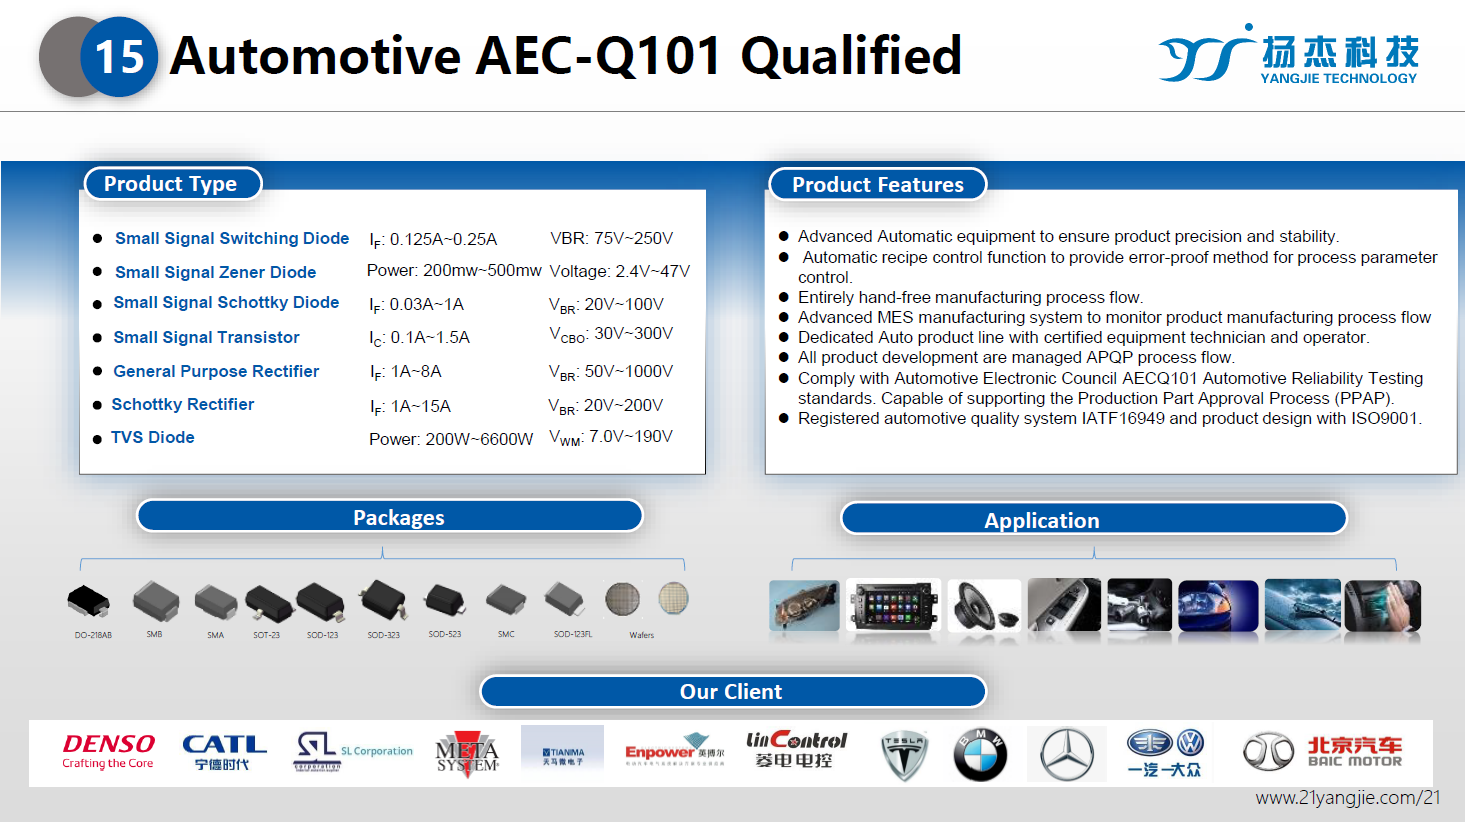 15 Automotive AEC-Q101 Qualified
扬杰科技
YANGJIE TECHNOLOGY
Product Type
Small Signal Switching Diode IF: 0.125A~0.25A VBR: 75V~250V
Small Signal Zener Diode Power: 200mw~500mw Voltage: 2.4V~47V
Small Signal Schottky Diode IF: 0.03A~1A VBR: 20V~100V
Small Signal Transistor IC: 0.1A~1.5A VCBO: 30V~300V
General Purpose Rectifier IF: 1A~8A VBR: 50V~1000V
Schottky Rectifier IF: 1A~15A VBR: 20V~200V
TVS Diode Power: 200W~6600W VWM: 7.0V~190V
Product Features
Advanced Automatic equipment to ensure product precision and stability.
Automatic recipe control function to provide error-proof method for process parameter
control.
Entirely hand-free manufacturing process flow.
Advanced MES manufacturing system to monitor product manufacturing process flow
Dedicated Auto product line with certified equipment technician and operator.
All product development are managed APQP process flow.
Comply with Automotive Electronic Council AECQ101 Automotive Reliability Testing
standards. Capable of supporting the Production Part Approval Process (PPAP).
Registered automotive quality system IATF16949 and product design with ISO9001.
Packages
DO-218AB SMB SMA SOT-23 SOD-123 SOD-323 SOD-523 SMC SOD-123FL Wafers
Application
Our Client
DENSO
Crafting the Core
CATL
宁德时代
SL Corporation
corporation
META
SYSTEM
TIANMA
天马微电子
Enpower 英搏尔
LinControl
菱电电控
TESLA
BMW
一汽一大众
北京汽车
BAIC MOTOR
www.21yangjie.com/21